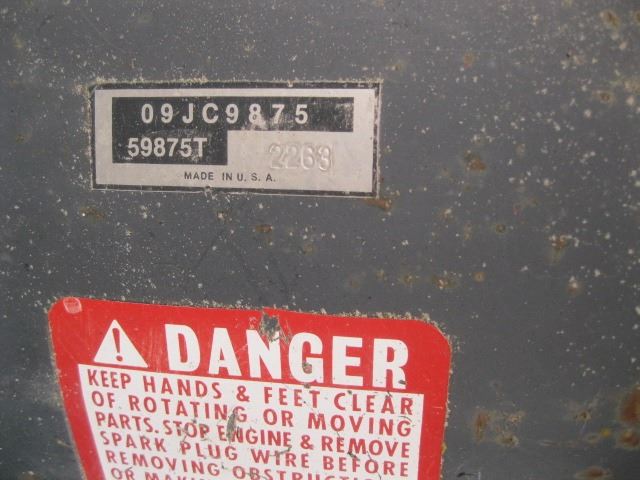 09JC9875
59875T 2263
MADE IN U. S. A.
DANGER
KEEP HANDS & FEET CLEAR
OF ROTATING OR MOVING
PARTS. STOP ENGINE & REMOVE
SPARK PLUG WIRE BEFORE
REMOVING
OR